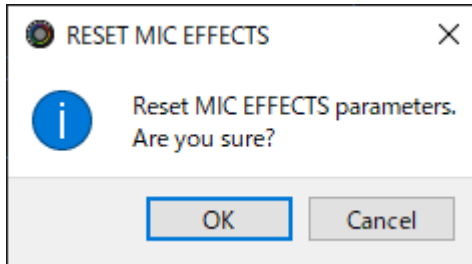 RESET MIC EFFECTS
Reset MIC EFFECTS parameters.
Are you sure?
OK
Cancel